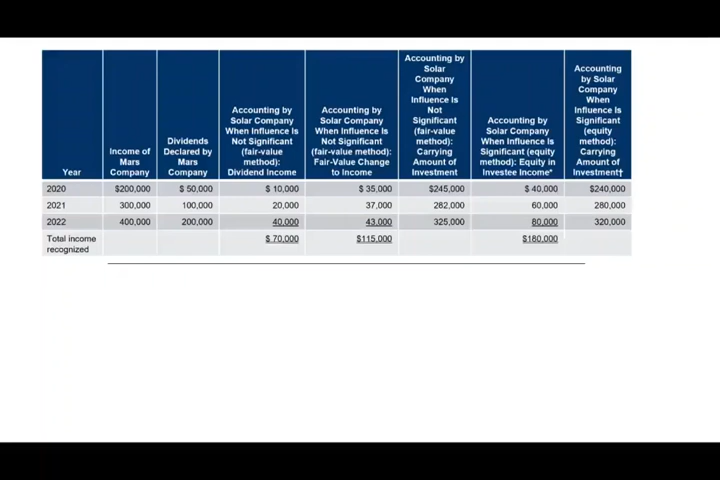 Year
Income of
Mars
Company
Dividends
Declared by
Mars
Company
Accounting by
Solar Company
When Influence Is
Not Significant
(fair-value
method):
Dividend Income
Accounting by
Solar Company
When Influence Is
Not Significant
(fair-value method):
Fair-Value Change
to Income
Accounting by
Solar
Company
When
Influence Is
Not
Significant
(fair-value
method):
Carrying
Amount of
Investment
Accounting by
Solar Company
When Influence Is
Significant (equity
method): Equity in
Investee Income*
Accounting
by Solar
Company
When
Influence Is
Significant
(equity
method):
Carrying
Amount of
Investment†
2020 $200,000 $ 50,000 $ 10,000 $ 35,000 $245,000 $ 40,000 $240,000
2021 300,000 100,000 20,000 37,000 282,000 60,000 280,000
2022 400,000 200,000 40,000 43,000 325,000 80,000 320,000
Total income $ 70,000 $115,000 $180,000
recognized